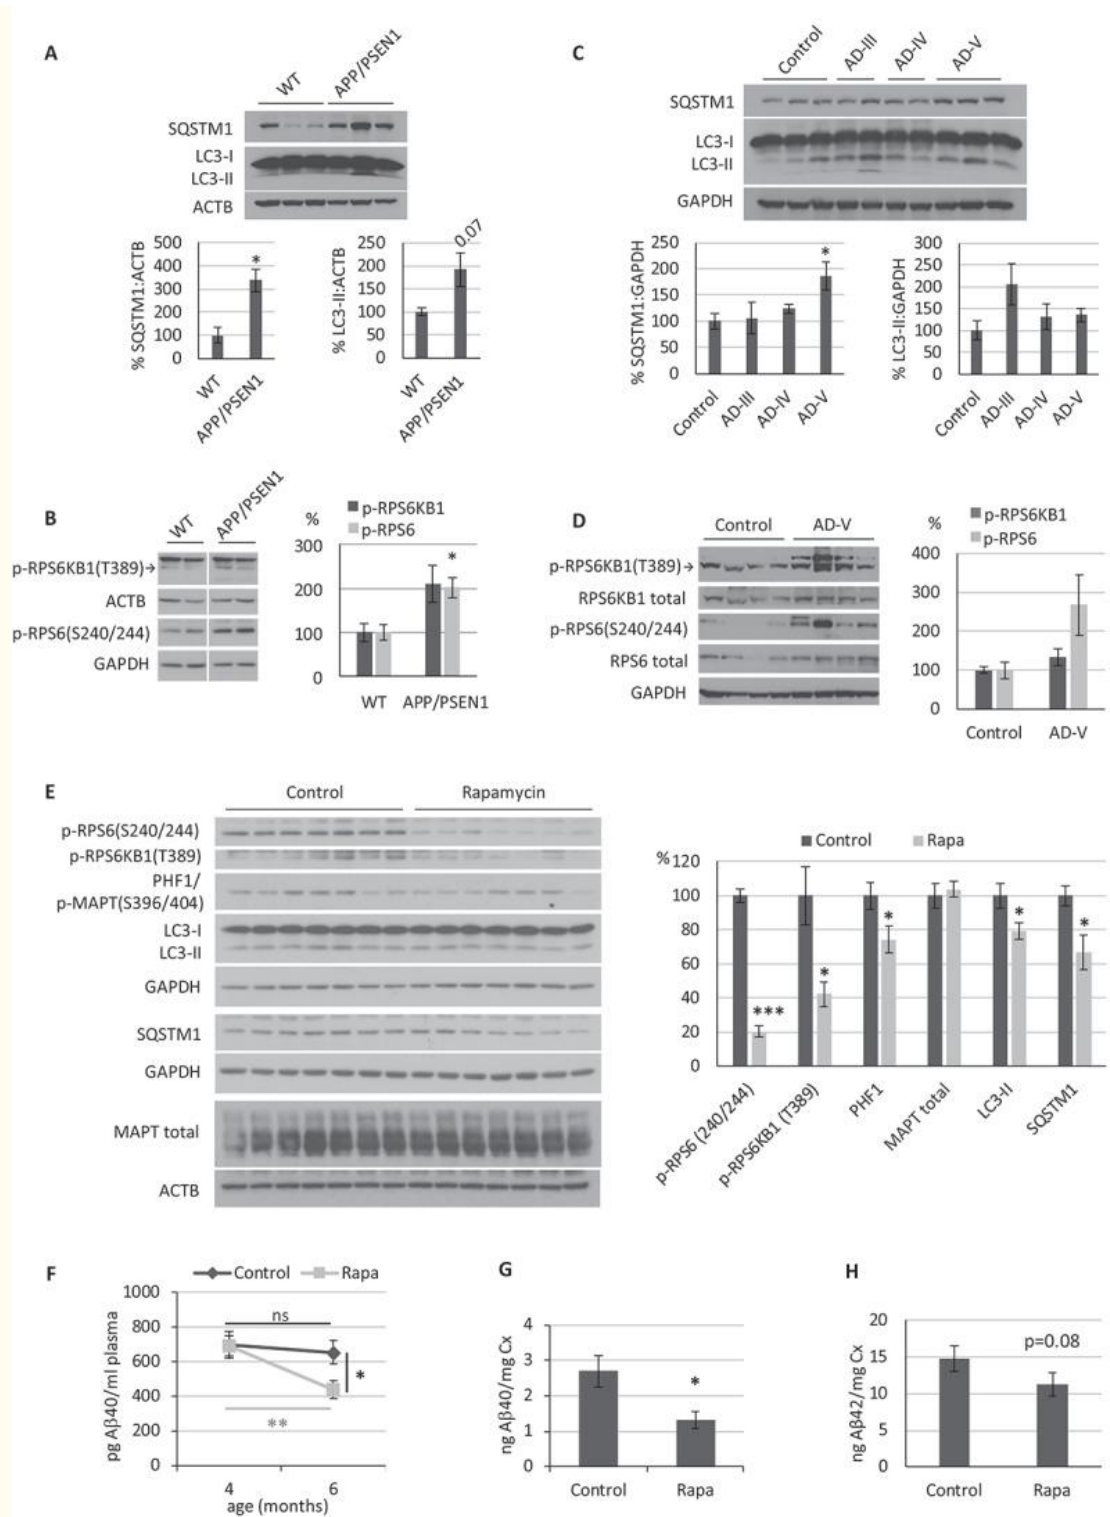 A
WT
APP/PSEN1
SQSTM1
LC3-I
LC3-II
ACTB
% SQSTM1:ACTB
500
400
300
200
100
0
*
WT
APP/PSEN1
% LC3-II:ACTB
250
200
150
100
50
0
0.07
WT
APP/PSEN1
C
Control
AD-III
AD-IV
AD-V
SQSTM1
LC3-I
LC3-II
GAPDH
% SQSTM1:GAPDH
250
200
150
100
50
0
*
Control
AD-III
AD-IV
AD-V
% LC3-II:GAPDH
300
250
200
150
100
50
0
Control
AD-III
AD-IV
AD-V
B
WT
APP/PSEN1
p-RPS6KB1(T389)→
ACTB
p-RPS6(S240/244)
GAPDH
p-RPS6KB1
p-RPS6
%
300
200
100
0
*
WT
APP/PSEN1
D
Control
AD-V
p-RPS6KB1(T389)→
RPS6KB1 total
p-RPS6(S240/244)
RPS6 total
GAPDH
p-RPS6KB1
p-RPS6
%
400
300
200
100
0
Control
AD-V
E
Control
Rapamycin
p-RPS6(S240/244)
p-RPS6KB1(T389)
PHF1/
p-MAPT(S396/404)
LC3-I
LC3-II
GAPDH
SQSTM1
GAPDH
MAPT total
ACTB
Control
Rapa
%
120
100
80
60
40
20
0
***
*
*
*
*
p-RPS6 (240/244)
p-RPS6KB1 (T389)
PHF1
MAPT total
LC3-II
SQSTM1
F
Control
Rapa
pg Aβ40/ml plasma
1000
800
600
400
200
0
ns
*
**
4
6
age (months)
G
ng Aβ40/mg Cx
4
3
2
1
0
*
Control
Rapa
H
ng Aβ42/mg Cx
20
15
10
5
0
p=0.08
Control
Rapa